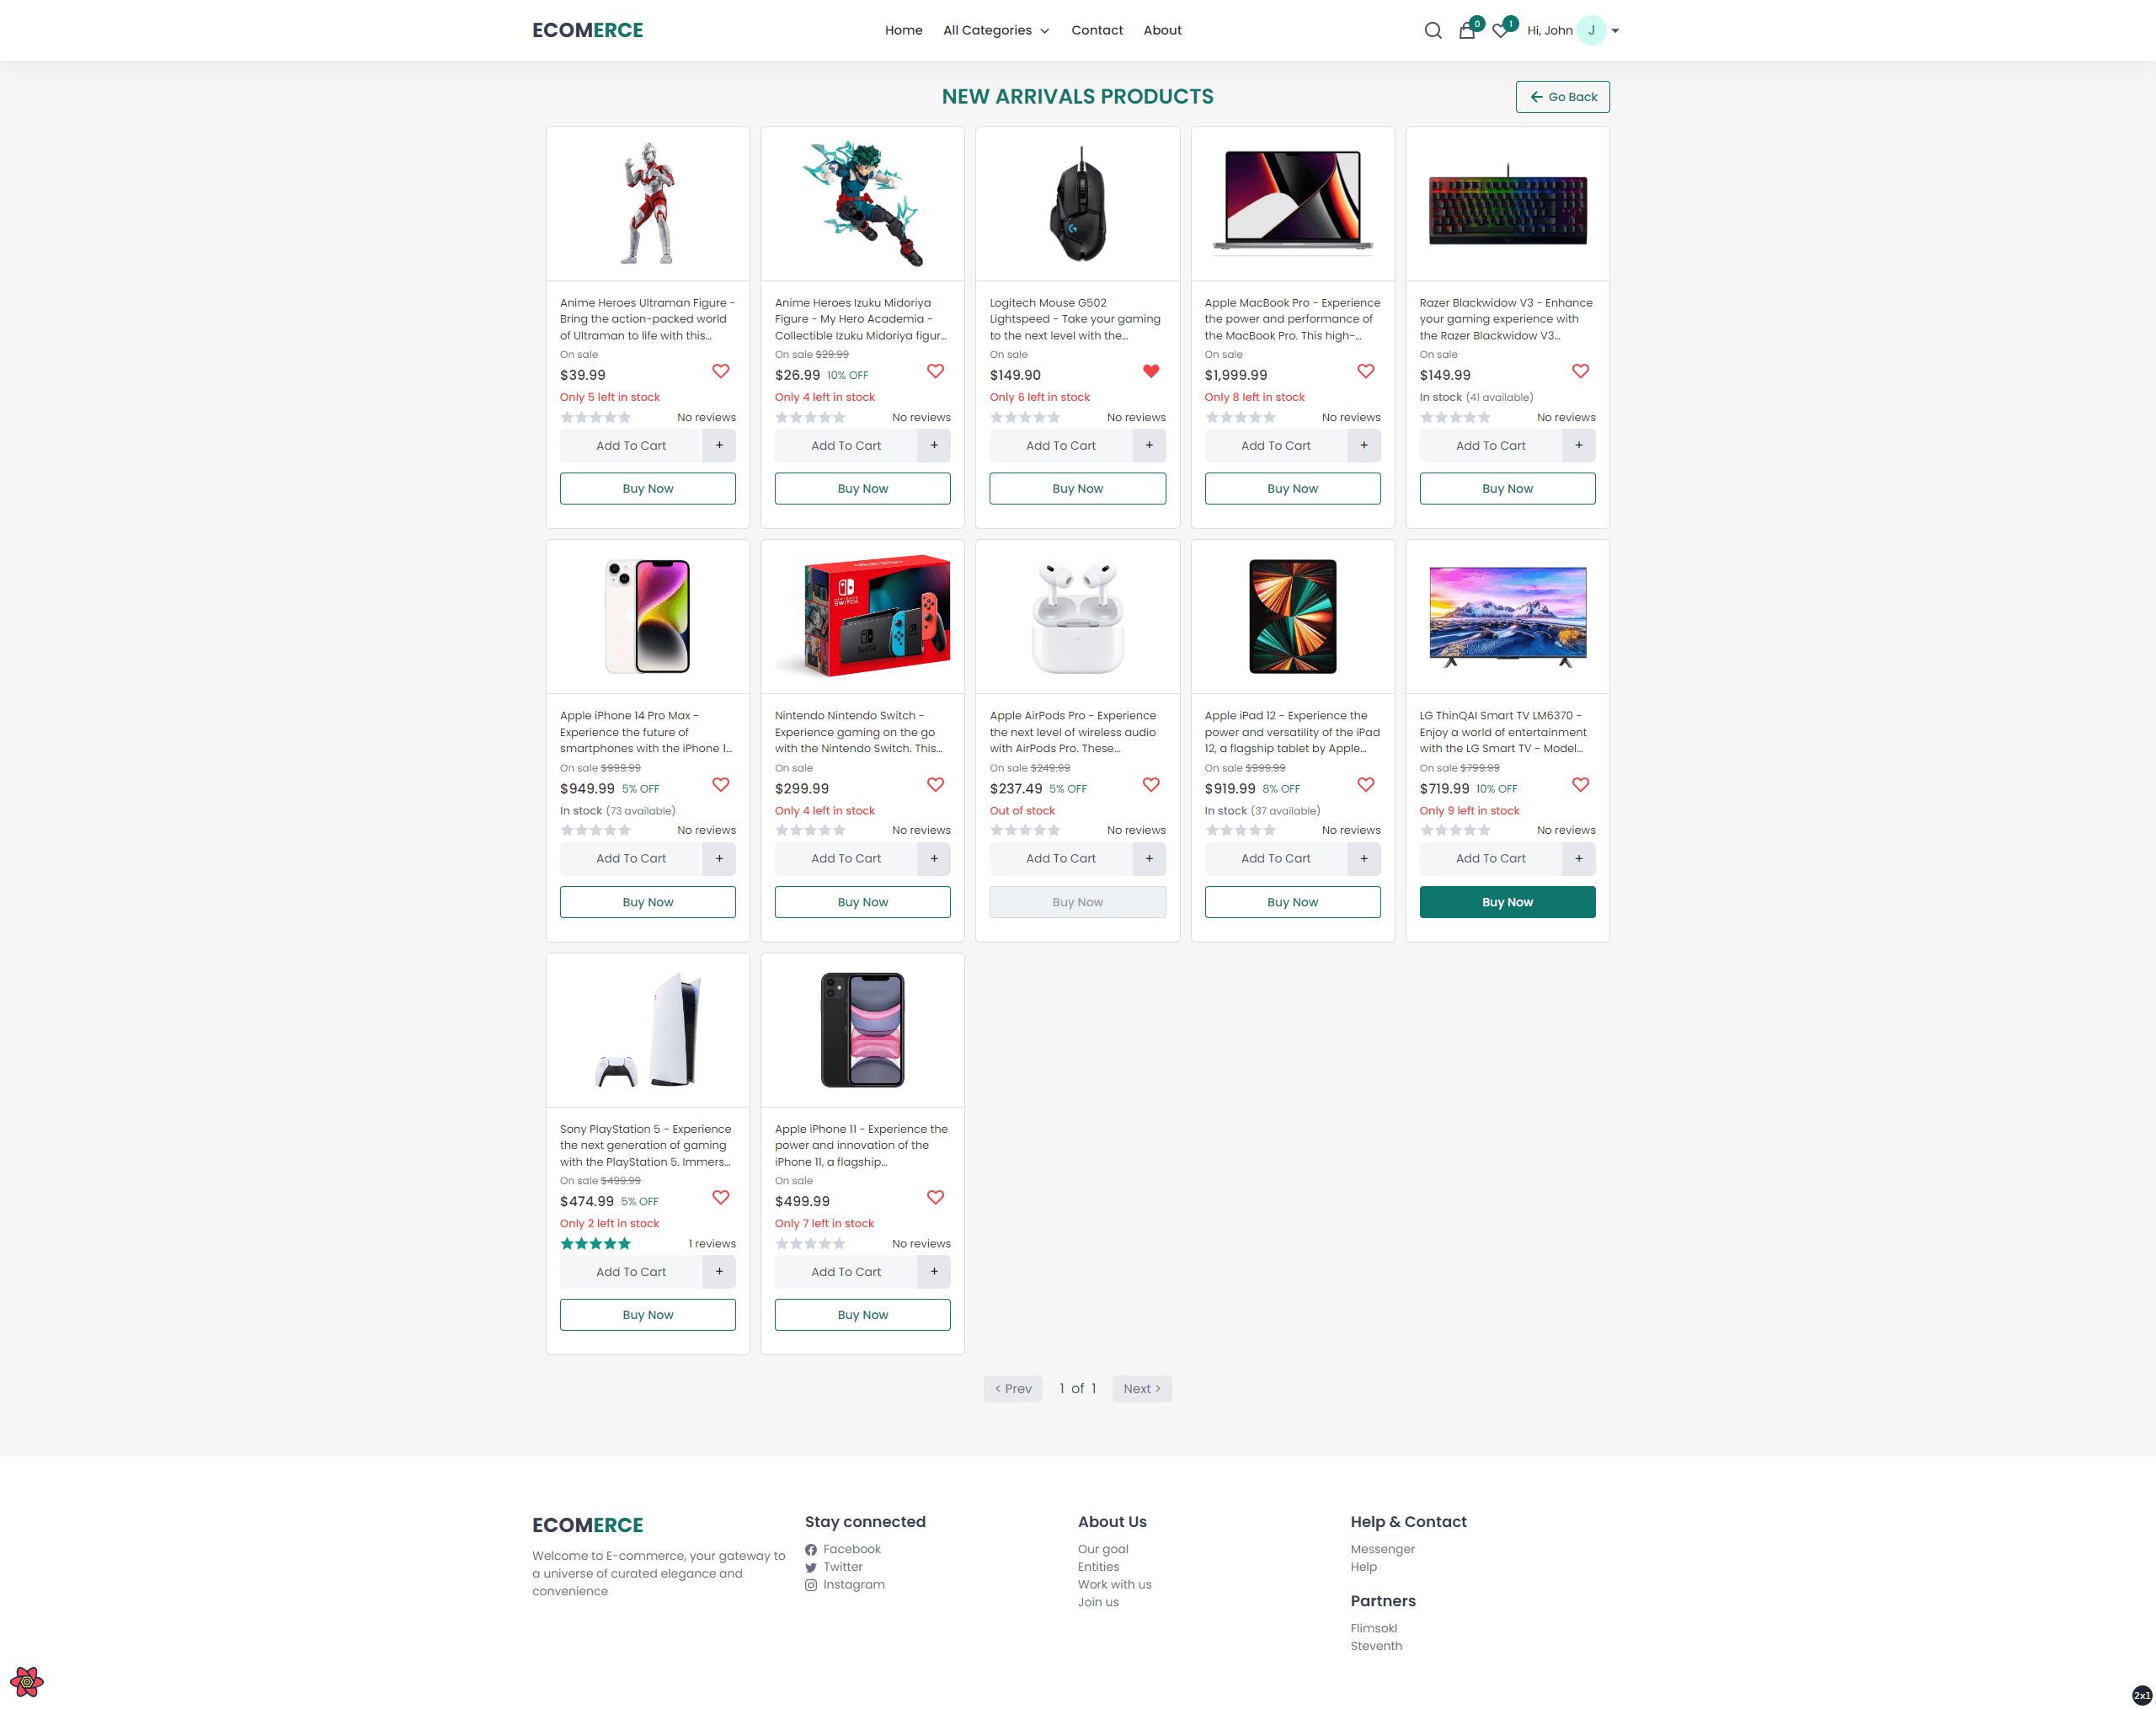 ECOMERCE
Home
All Categories
Contact
About
0
1
Hi, John
J
NEW ARRIVALS PRODUCTS
Go Back
Anime Heroes Ultraman Figure -
Bring the action-packed world
of Ultraman to life with this...
On sale
$39.99
Only 5 left in stock
No reviews
Add To Cart
+
Buy Now
Anime Heroes Izuku Midoriya
Figure - My Hero Academia -
Collectible Izuku Midoriya figur...
On sale $29.99
$26.99 10% OFF
Only 4 left in stock
No reviews
Add To Cart
+
Buy Now
Logitech Mouse G502
Lightspeed - Take your gaming
to the next level with the...
On sale
$149.90
Only 6 left in stock
No reviews
Add To Cart
+
Buy Now
Apple MacBook Pro - Experience
the power and performance of
the MacBook Pro. This high-...
On sale
$1,999.99
Only 8 left in stock
No reviews
Add To Cart
+
Buy Now
Razer Blackwidow V3 - Enhance
your gaming experience with
the Razer Blackwidow V3...
On sale
$149.99
In stock (41 available)
No reviews
Add To Cart
+
Buy Now
Apple iPhone 14 Pro Max -
Experience the future of
smartphones with the iPhone 1...
On sale $999.99
$949.99 5% OFF
In stock (73 available)
No reviews
Add To Cart
+
Buy Now
SWITCH
Nintendo Nintendo Switch -
Experience gaming on the go
with the Nintendo Switch. This...
On sale
$299.99
Only 4 left in stock
No reviews
Add To Cart
+
Buy Now
Apple AirPods Pro - Experience
the next level of wireless audio
with AirPods Pro. These...
On sale $249.99
$237.49 5% OFF
Out of stock
No reviews
Add To Cart
+
Buy Now
Apple iPad 12 - Experience the
power and versatility of the iPad
12, a flagship tablet by Apple...
On sale $999.99
$919.99 8% OFF
In stock (37 available)
No reviews
Add To Cart
+
Buy Now
LG ThinQAI Smart TV LM6370 -
Enjoy a world of entertainment
with the LG Smart TV - Model...
On sale $799.99
$719.99 10% OFF
Only 9 left in stock
No reviews
Add To Cart
+
Buy Now
Sony PlayStation 5 - Experience
the next generation of gaming
with the PlayStation 5. Immers...
On sale $499.99
$474.99 5% OFF
Only 2 left in stock
1 reviews
Add To Cart
+
Buy Now
Apple iPhone 11 - Experience the
power and innovation of the
iPhone 11, a flagship...
On sale
$499.99
Only 7 left in stock
No reviews
Add To Cart
+
Buy Now
< Prev
1 of 1
Next >
ECOMERCE
Welcome to E-commerce, your gateway to
a universe of curated elegance and
convenience
Stay connected
Facebook
Twitter
Instagram
About Us
Our goal
Entities
Work with us
Join us
Help & Contact
Messenger
Help
Partners
Flimsokl
Steventh
2x1